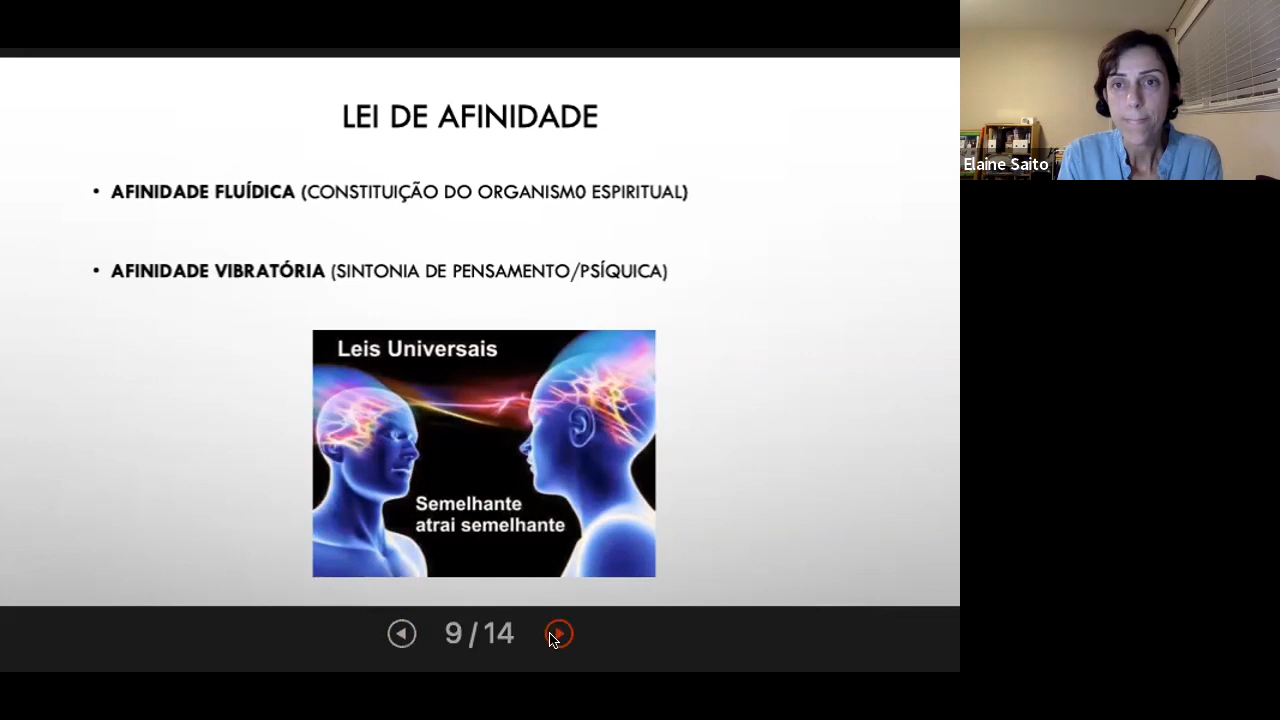 LEI DE AFINIDADE
• AFINIDADE FLUÍDICA (CONSTITUIÇÃO DO ORGANISM0 ESPIRITUAL)
• AFINIDADE VIBRATÓRIA (SINTONIA DE PENSAMENTO/PSÍQUICA)
Leis Universais
Semelhante
atrai semelhante
9 / 14
Elaine Saito